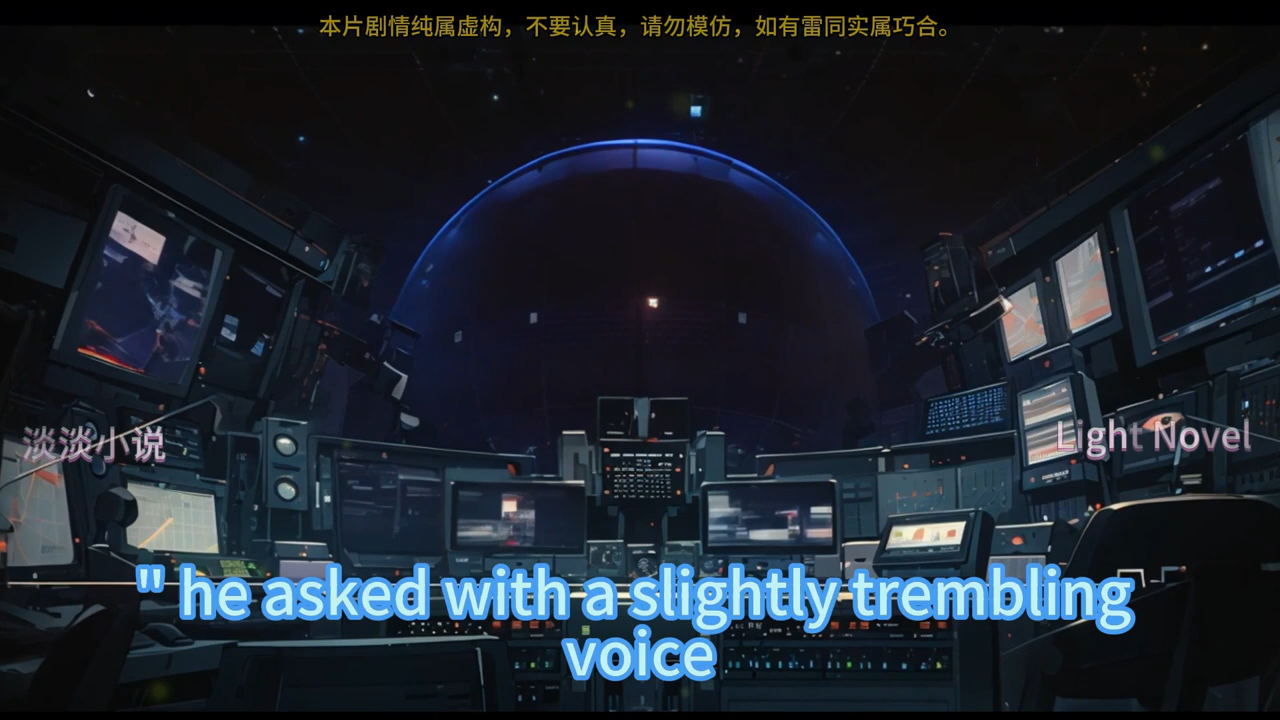 本片剧情纯属虚构，不要认真，请勿模仿，如有雷同实属巧合。
淡淡小说
Light Novel
" he asked with a slightly trembling
voice